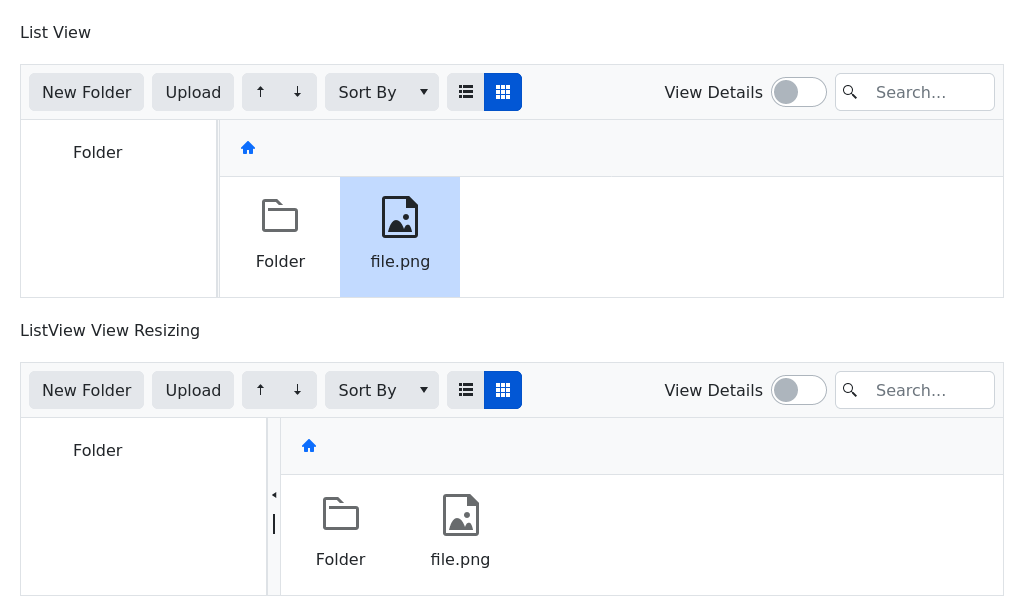 List View
New Folder Upload Sort By View Details Search...
Folder
Folder file.png
ListView View Resizing
New Folder Upload Sort By View Details Search...
Folder
Folder file.png